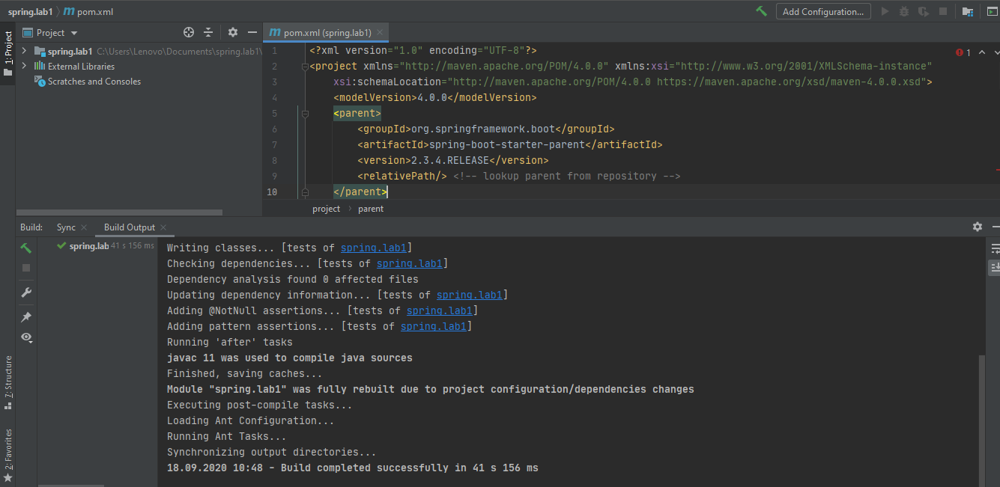 spring.lab1 pom.xml
Add Configuration...
Project
pom.xml (spring.lab1)
1: Project
spring.lab1 C:\Users\Lenovo\Documents\spring.lab1\
External Libraries
Scratches and Consoles
1 <?xml version="1.0" encoding="UTF-8"?>
2 <project xmlns="http://maven.apache.org/POM/4.0.0" xmlns:xsi="http://www.w3.org/2001/XMLSchema-instance"
3 xsi:schemaLocation="http://maven.apache.org/POM/4.0.0 https://maven.apache.org/xsd/maven-4.0.0.xsd">
4 <modelVersion>4.0.0</modelVersion>
5 <parent>
6 <groupId>org.springframework.boot</groupId>
7 <artifactId>spring-boot-starter-parent</artifactId>
8 <version>2.3.4.RELEASE</version>
9 <relativePath/> <!-- lookup parent from repository -->
10 </parent>
1
project parent
Build: Sync Build Output
spring.lab 41 s 156 ms
Writing classes... [tests of spring.lab1]
Checking dependencies... [tests of spring.lab1]
Dependency analysis found 0 affected files
Updating dependency information... [tests of spring.lab1]
Adding @NotNull assertions... [tests of spring.lab1]
Adding pattern assertions... [tests of spring.lab1]
Running 'after' tasks
javac 11 was used to compile java sources
Finished, saving caches...
Module "spring.lab1" was fully rebuilt due to project configuration/dependencies changes
Executing post-compile tasks...
Loading Ant Configuration...
Running Ant Tasks...
Synchronizing output directories...
18.09.2020 10:48 - Build completed successfully in 41 s 156 ms
7: Structure
2: Favorites